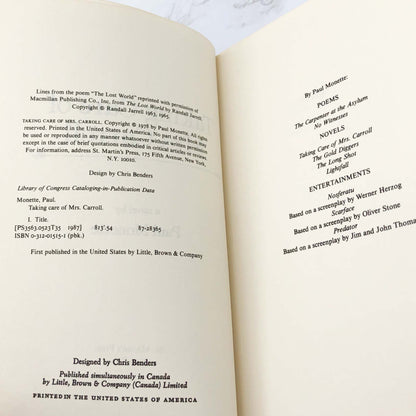 Lines from the poem "The Lost World" reprinted with permission of
Macmillan Publishing Co., Inc. from The Lost World by Randall Jarrell.
Copyright © Randall Jarrell 1963, 1965.
TAKING CARE OF MRS. CARROLL. Copyright © 1978 by Paul Monette. All rights
reserved. Printed in the United States of America. No part of this book may
be used or reproduced in any manner whatsoever without written permission
except in the case of brief quotations embodied in critical articles or reviews.
For information, address St. Martin's Press, 175 Fifth Avenue, New York,
N.Y. 10010.
Design by Chris Benders
Library of Congress Cataloging-in-Publication Data
Monette, Paul.
Taking care of Mrs. Carroll.
I. Title.
[PS3563.O523T35 1987] 813'.54 87-28365
ISBN 0-312-01515-1 (pbk.)
First published in the United States by Little, Brown & Company
Designed by Chris Benders
Published simultaneously in Canada
by Little, Brown & Company (Canada) Limited
PRINTED IN THE UNITED STATES OF AMERICA
By Paul Monette:
POEMS
The Carpenter at the Asylum
No Witnesses
NOVELS
Taking Care of Mrs. Carroll
The Gold Diggers
The Long Shot
Lightfall
ENTERTAINMENTS
Nosferatu
Based on a screenplay by Werner Herzog
Scarface
Based on a screenplay by Oliver Stone
Predator
Based on a screenplay by Jim and John Thoma